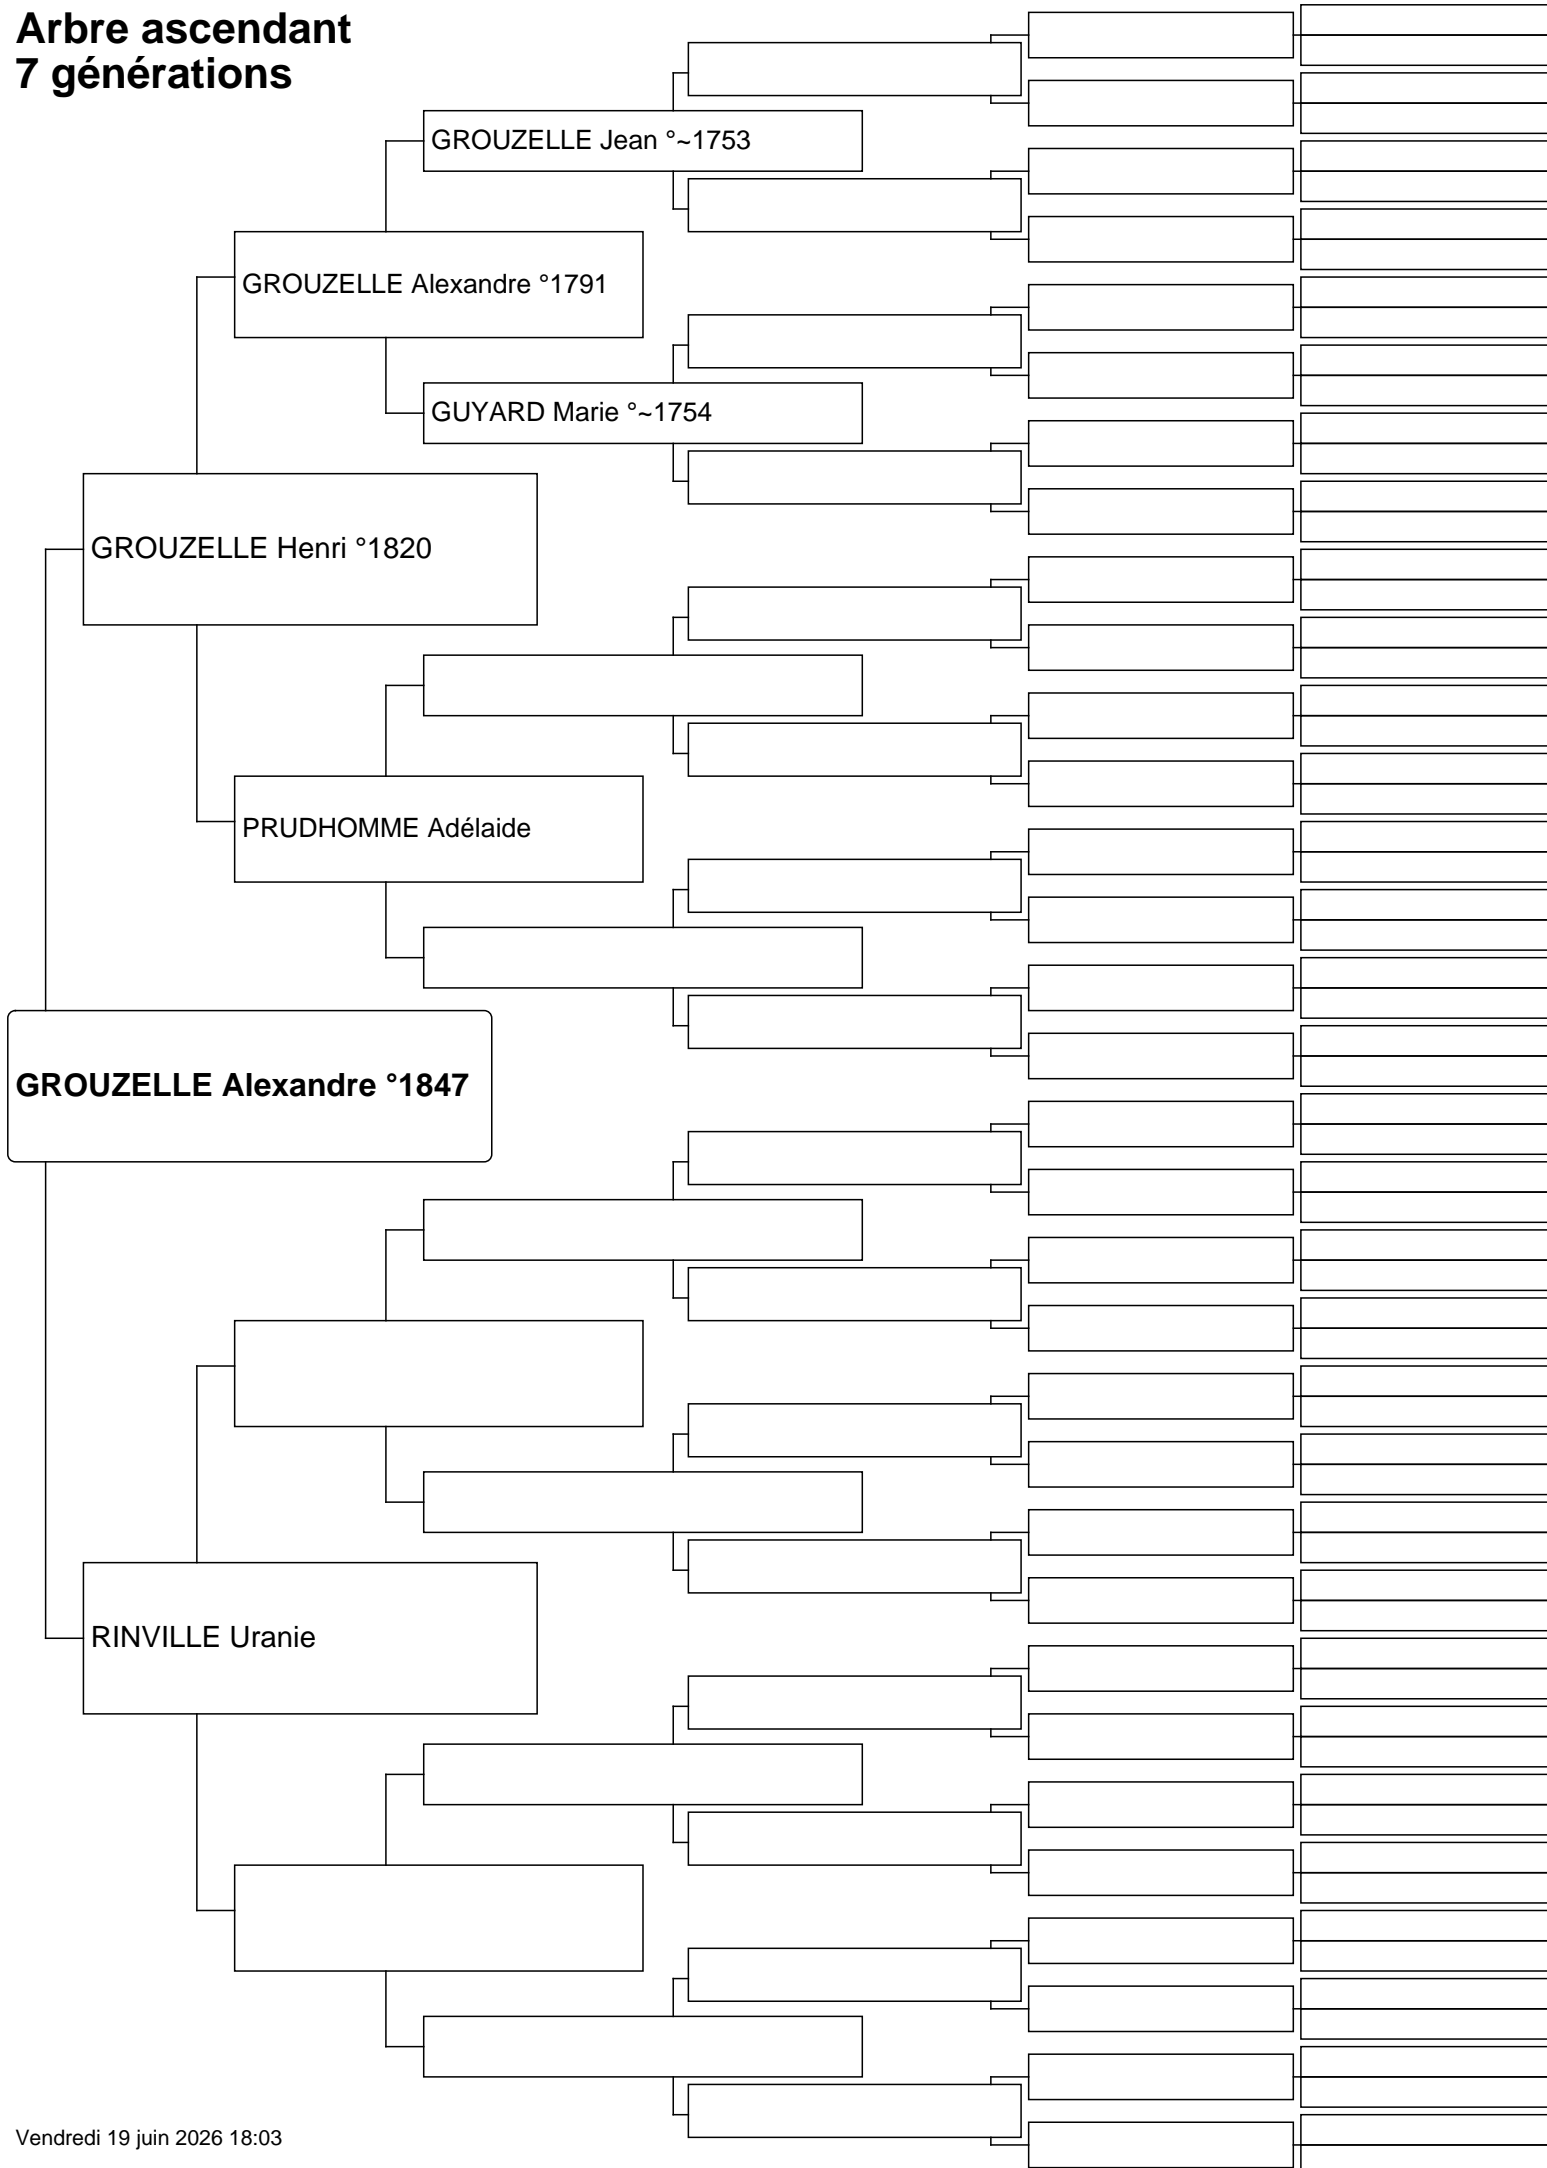 Arbre ascendant
7 générations
GROUZELLE Jean °~1753
GROUZELLE Alexandre °1791
GUYARD Marie °~1754
GROUZELLE Henri °1820
PRUDHOMME Adélaide
GROUZELLE Alexandre °1847
RINVILLE Uranie
Vendredi 19 juin 2026 18:03